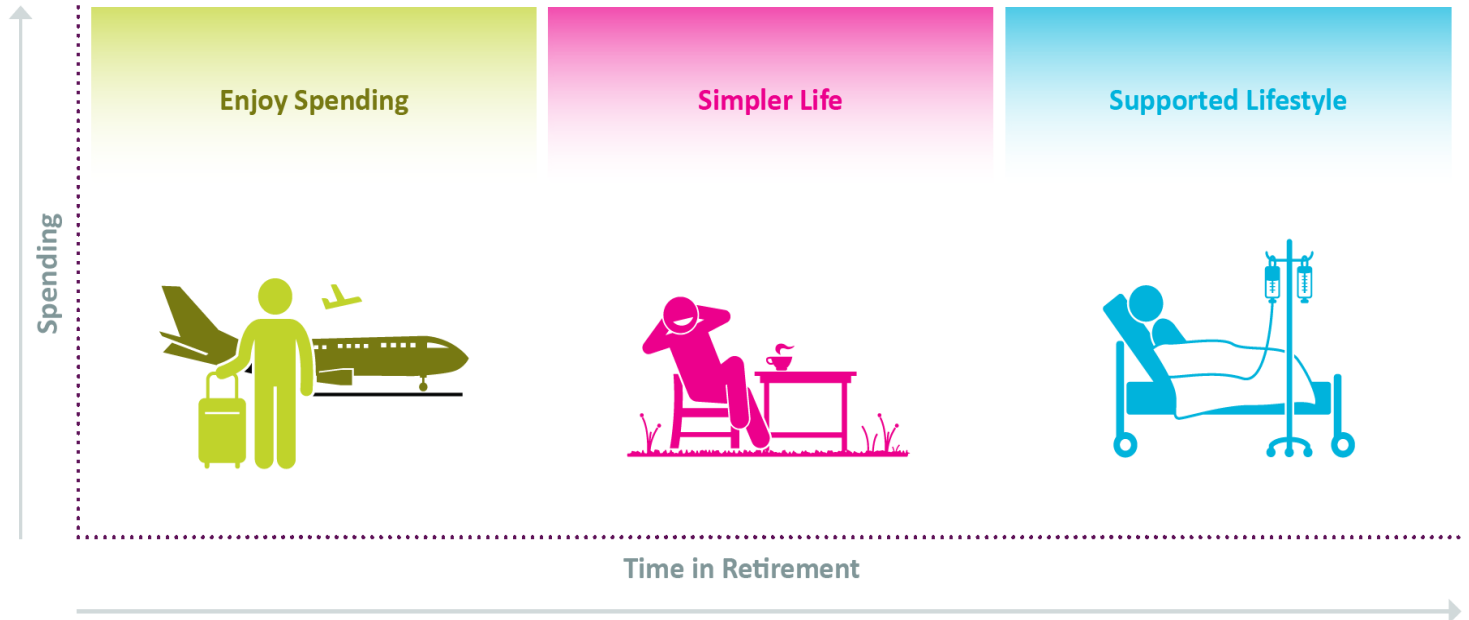 Enjoy Spending
Simpler Life
Supported Lifestyle
Spending
Time in Retirement